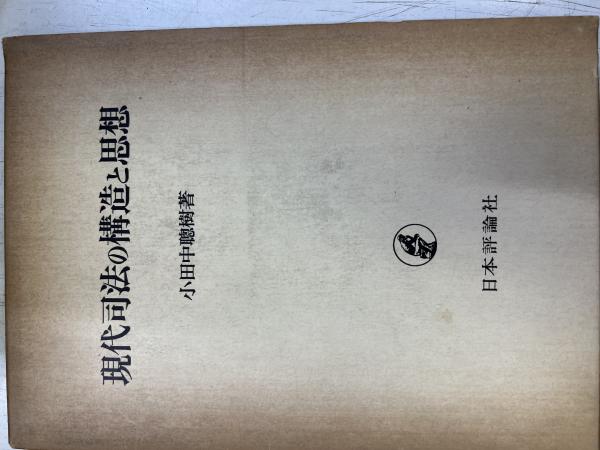 現代司法の構造と思想
小田中聰樹著
日本評論社